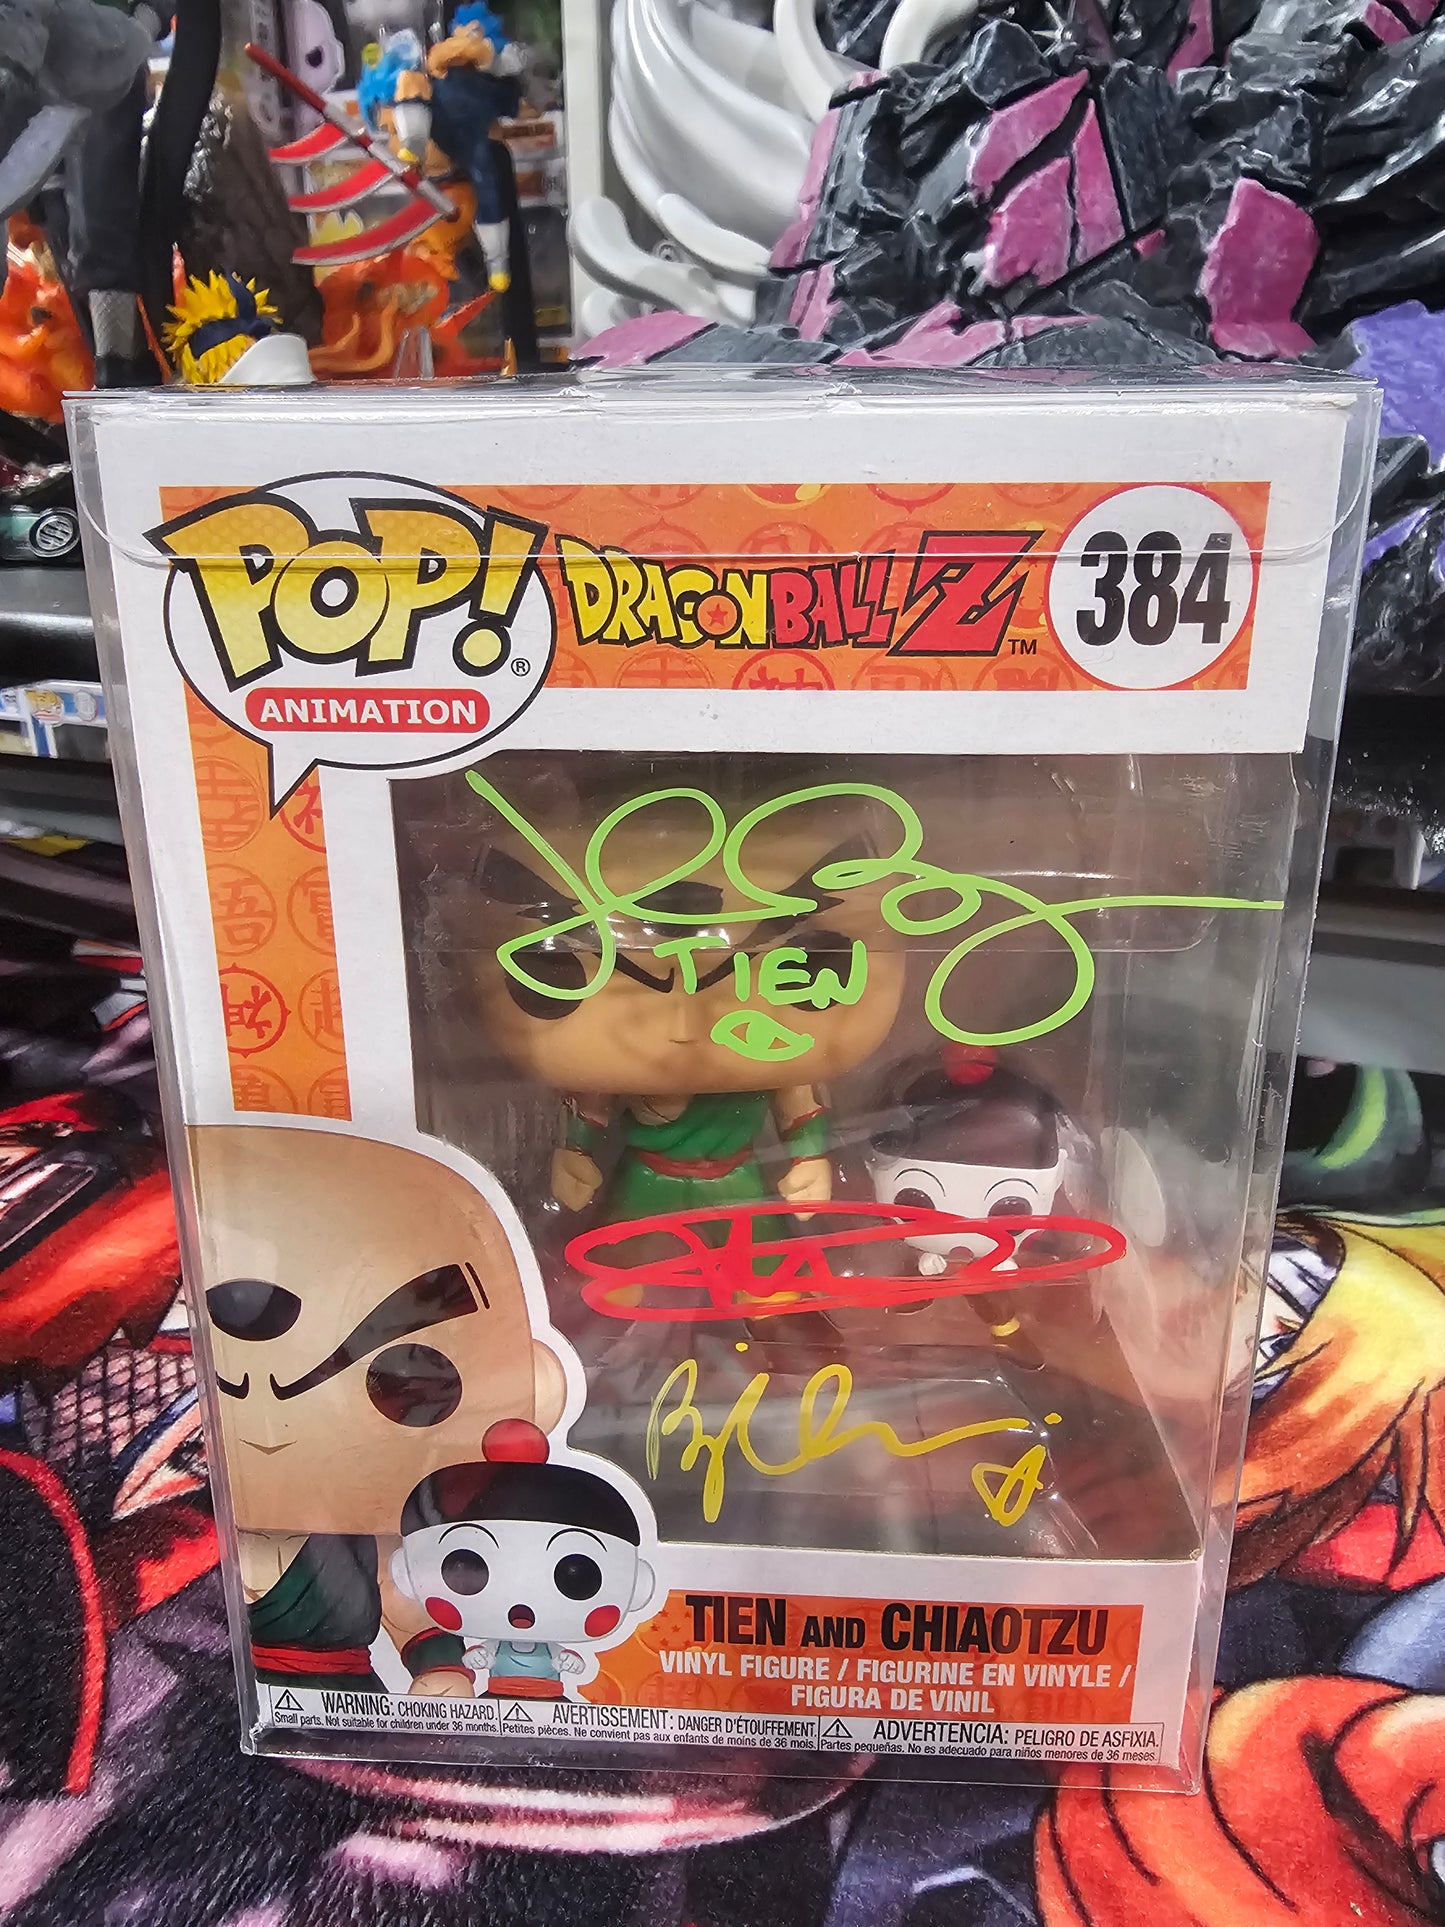 POP!®
ANIMATION
DRAGON BALL Z™
384
TIEN
TIEN AND CHIAOTZU
VINYL FIGURE / FIGURINE EN VINYLE /
FIGURA DE VINIL
WARNING: CHOKING HAZARD.
Small parts. Not suitable for children under 36 months.
AVERTISSEMENT: DANGER D'ÉTOUFFEMENT.
Petites pièces. Ne convient pas aux enfants de moins de 36 mois.
ADVERTENCIA: PELIGRO DE ASFIXIA.
Partes pequeñas. No es adecuado para niños menores de 36 meses.